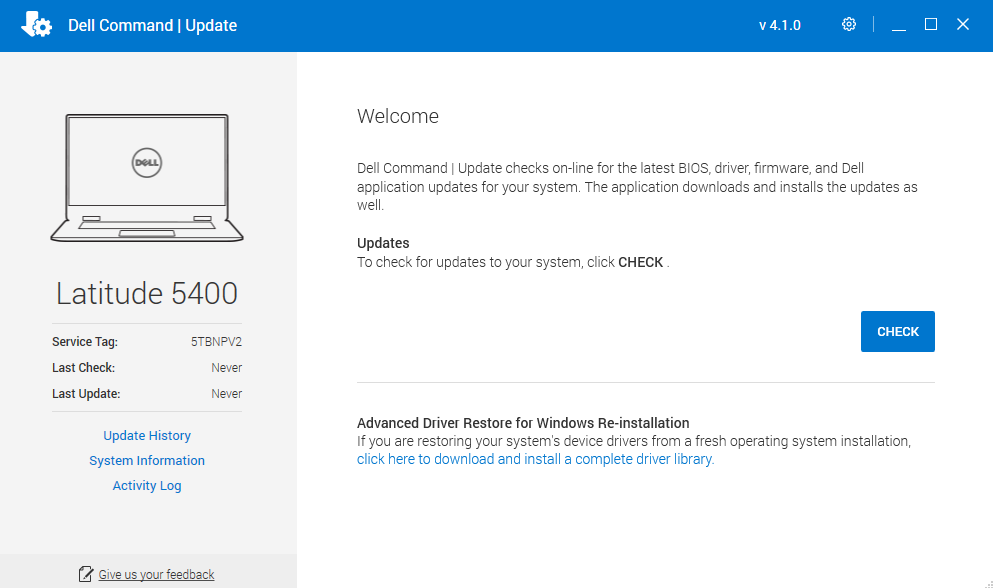 Dell Command | Update
v 4.1.0
DELL
Latitude 5400
Service Tag: 5TBNPV2
Last Check: Never
Last Update: Never
Update History
System Information
Activity Log
Give us your feedback
Welcome
Dell Command | Update checks on-line for the latest BIOS, driver, firmware, and Dell
application updates for your system. The application downloads and installs the updates as
well.
Updates
To check for updates to your system, click CHECK .
CHECK
Advanced Driver Restore for Windows Re-installation
If you are restoring your system's device drivers from a fresh operating system installation,
click here to download and install a complete driver library.